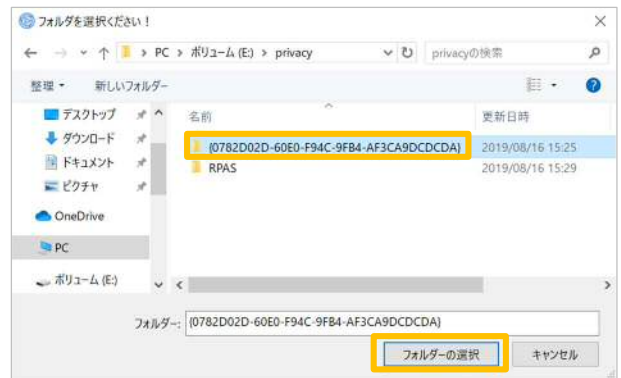 フォルダを選択ください！
PC > ボリューム (E:) > privacy
privacyの検索
整理
新しいフォルダー
デスクトップ
ダウンロード
ドキュメント
ピクチャ
OneDrive
PC
ボリューム (E:)
名前
更新日時
{0782D02D-60E0-F94C-9FB4-AF3CA9DCDCDA}
2019/08/16 15:25
RPAS
2019/08/16 15:29
フォルダー:
{0782D02D-60E0-F94C-9FB4-AF3CA9DCDCDA}
フォルダーの選択
キャンセル